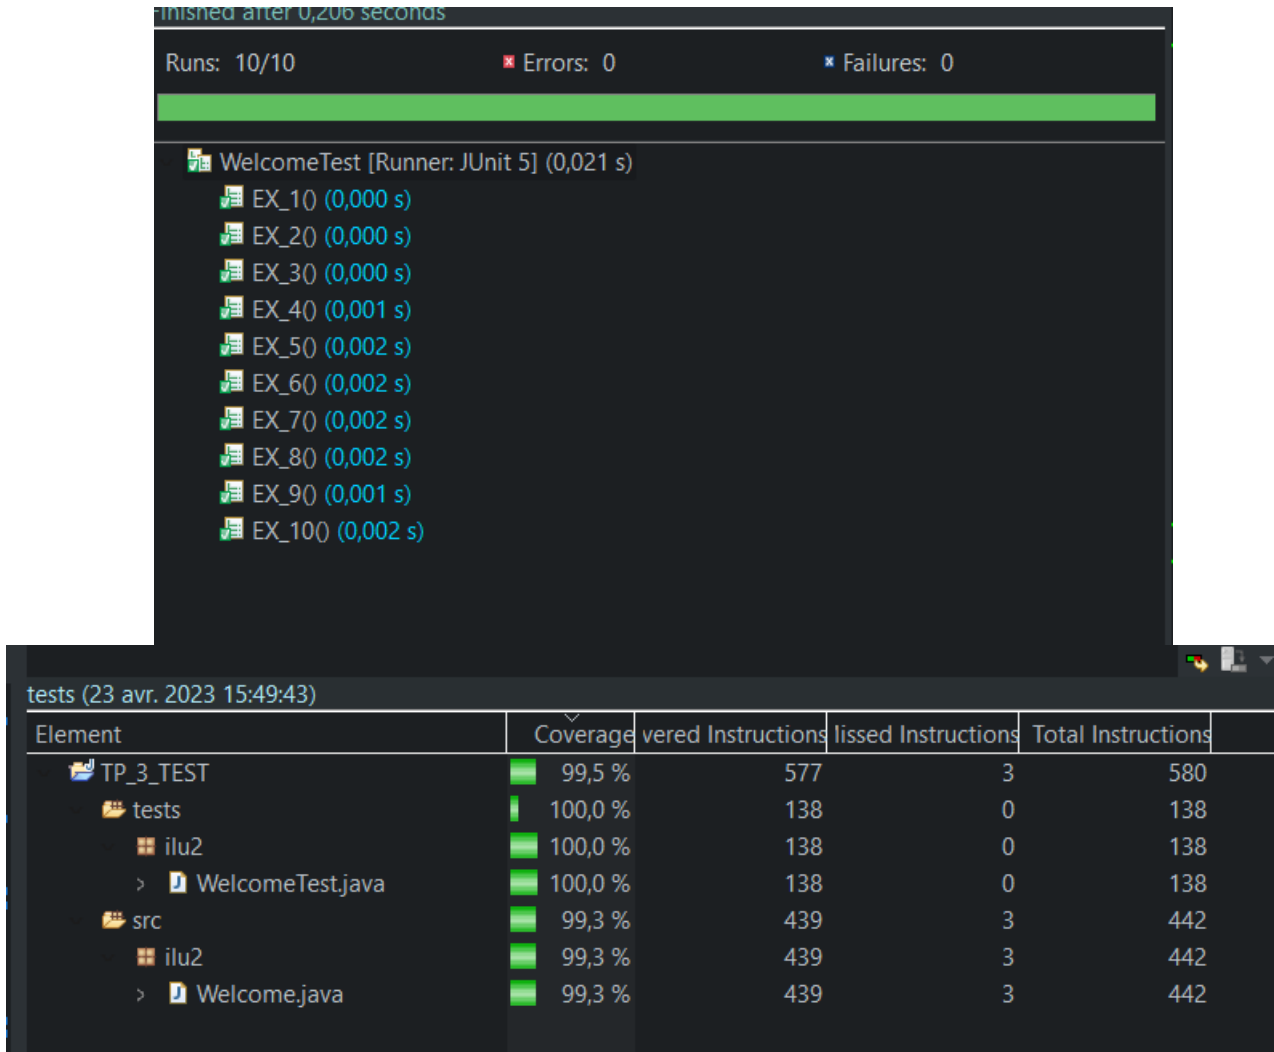 Finished after 0,206 seconds
Runs: 10/10 Errors: 0 Failures: 0
WelcomeTest [Runner: JUnit 5] (0,021 s)
EX_1() (0,000 s)
EX_2() (0,000 s)
EX_3() (0,000 s)
EX_4() (0,001 s)
EX_5() (0,002 s)
EX_6() (0,002 s)
EX_7() (0,002 s)
EX_8() (0,002 s)
EX_9() (0,001 s)
EX_10() (0,002 s)
tests (23 avr. 2023 15:49:43)
Element Coverage vered Instructions lissed Instructions Total Instructions
TP_3_TEST 99,5 % 577 3 580
tests 100,0 % 138 0 138
ilu2 100,0 % 138 0 138
WelcomeTest.java 100,0 % 138 0 138
src 99,3 % 439 3 442
ilu2 99,3 % 439 3 442
Welcome.java 99,3 % 439 3 442